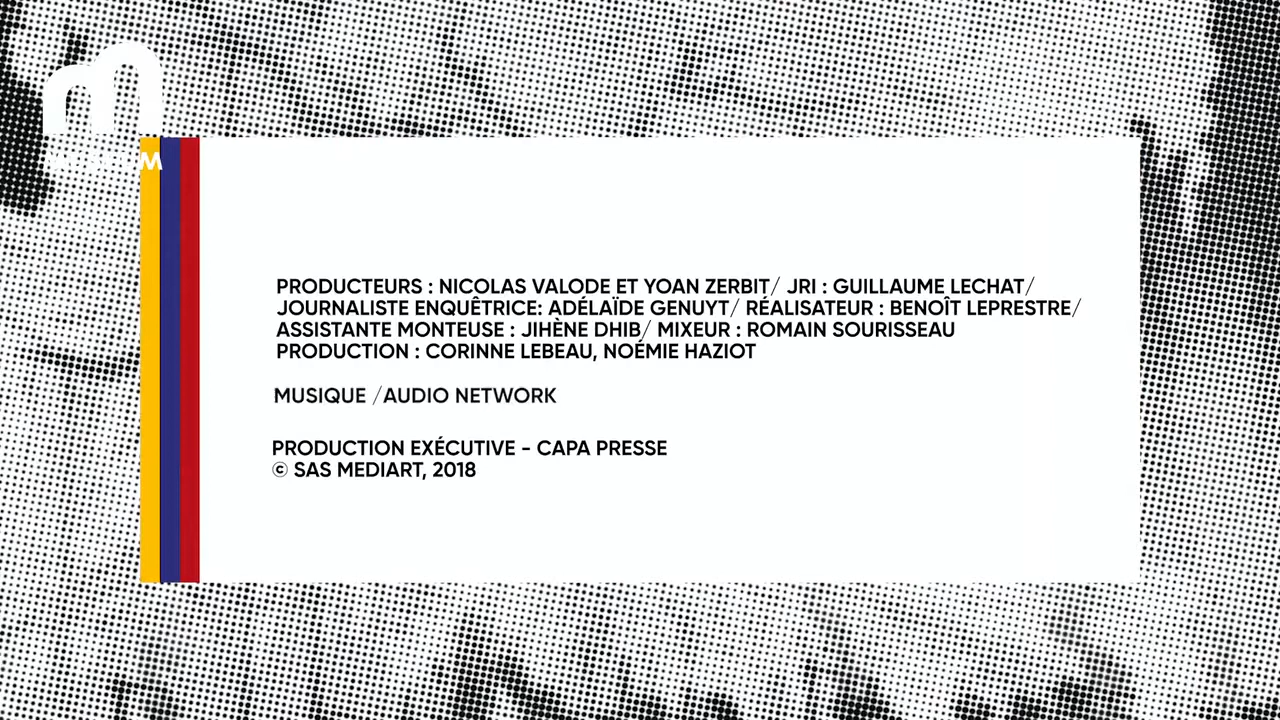 PRODUCTEURS : NICOLAS VALODE ET YOAN ZERBIT/ JRI : GUILLAUME LECHAT/
JOURNALISTE ENQUÊTRICE: ADÉLAÏDE GENUYT/ RÉALISATEUR : BENOÎT LEPRESTRE/
ASSISTANTE MONTEUSE : JIHÈNE DHIB/ MIXEUR : ROMAIN SOURISSEAU
PRODUCTION : CORINNE LEBEAU, NOÉMIE HAZIOT
MUSIQUE /AUDIO NETWORK
PRODUCTION EXÉCUTIVE - CAPA PRESSE
© SAS MEDIART, 2018